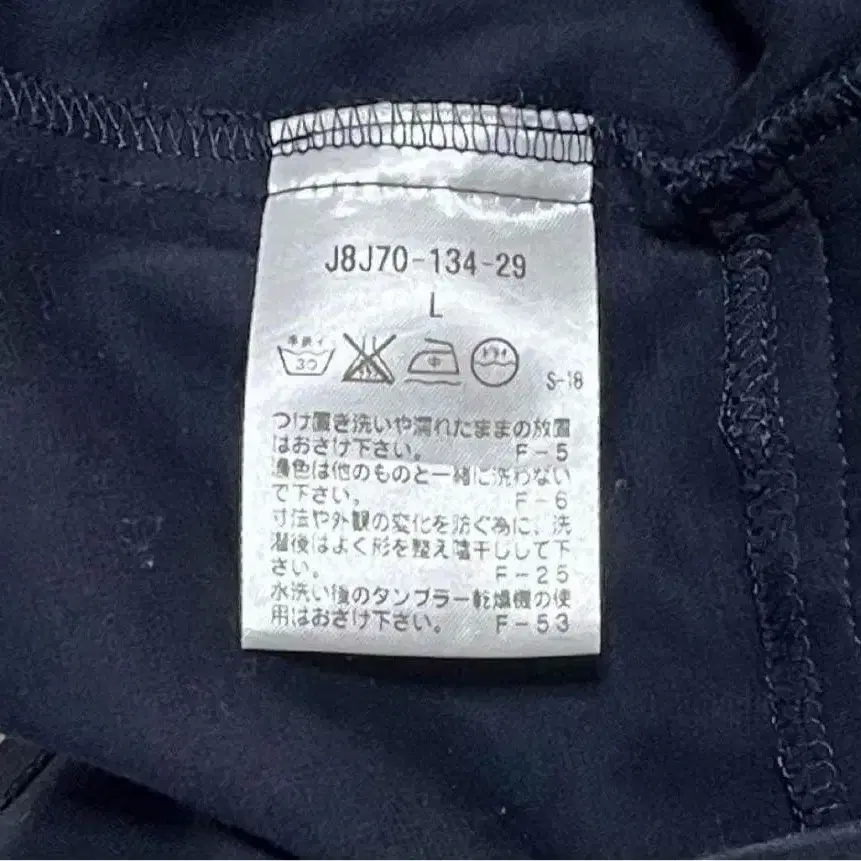 J8J70-134-29
L
手洗イ
30
中
ドライ
S-18
つけ置き洗いや濡れたままの放置
はおさけ下さい。 F-5
濃色は他のものと一緒に洗わない
で下さい。 F-6
寸法や外観の変化を防ぐ為に、洗
濯後はよく形を整え陰干しして下
さい。 F-25
水洗い後のタンブラー乾燥機の使
用はおさけ下さい。 F-53